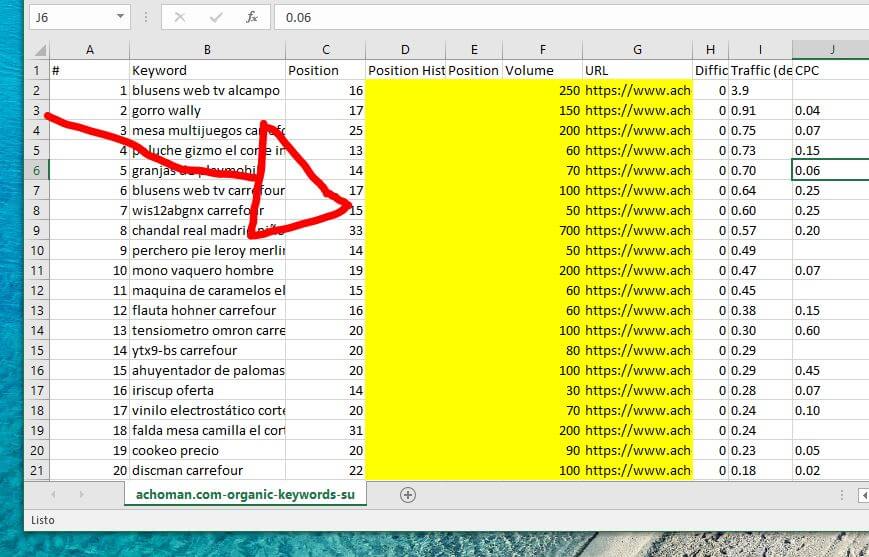 J6 fx 0.06
A B C D E F G H I J
1 # Keyword Position Position Hist Position Volume URL Diffic Traffic (de CPC
2 1 blusens web tv alcampo 16 250 https://www.ach 0 3.9
3 2 gorro wally 17 150 https://www.ach 0 0.91 0.04
4 3 mesa multijuegos 25 200 https://www.ach 0 0.75 0.07
5 4 peluche gizmo el in 13 60 https://www.ach 0 0.73 0.15
6 5 granjas de playmobil 14 70 https://www.ach 0 0.70 0.06
7 6 blusens web tv carrefour 17 100 https://www.ach 0 0.64 0.25
8 7 wis12abgnx carrefour 15 50 https://www.ach 0 0.60 0.25
9 8 chandal real madrid niño 33 700 https://www.ach 0 0.57 0.20
10 9 perchero pie leroy merlin 14 50 https://www.ach 0 0.49
11 10 mono vaquero hombre 19 200 https://www.ach 0 0.47 0.07
12 11 maquina de caramelos el 15 60 https://www.ach 0 0.45
13 12 flauta hohner carrefour 16 60 https://www.ach 0 0.38 0.15
14 13 tensiometro omron carre 20 100 https://www.ach 0 0.30 0.60
15 14 ytx9-bs carrefour 20 80 https://www.ach 0 0.29
16 15 ahuyentador de palomas 20 100 https://www.ach 0 0.29 0.45
17 16 iriscup oferta 14 30 https://www.ach 0 0.28 0.07
18 17 vinilo electrostático corte 20 70 https://www.ach 0 0.24 0.10
19 18 falda mesa camilla el cort 31 200 https://www.ach 0 0.24
20 19 cookeo precio 20 90 https://www.ach 0 0.23 0.05
21 20 discman carrefour 22 100 https://www.ach 0 0.18 0.02
achoman.com-organic-keywords-su
Listo